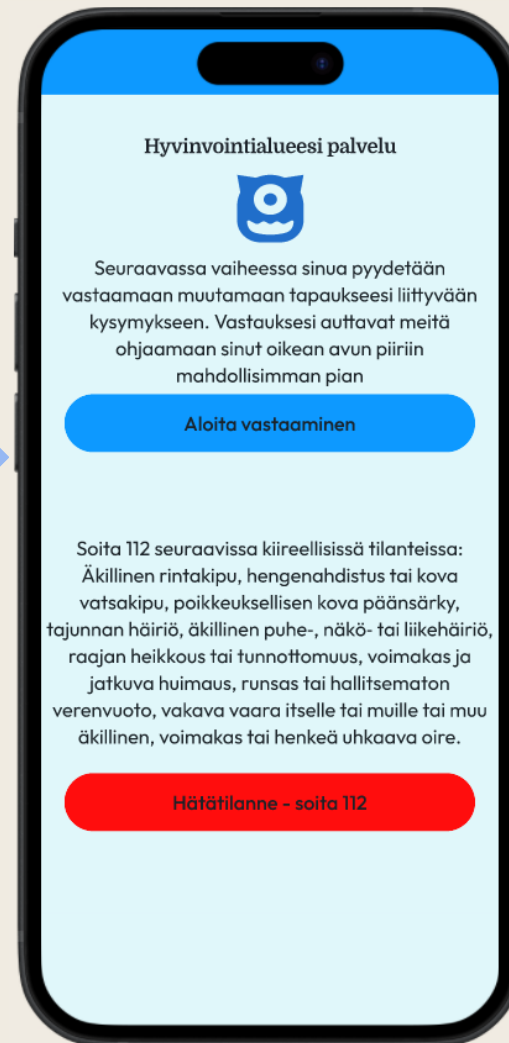 Hyvinvointialueesi palvelu
Seuraavassa vaiheessa sinua pyydetään
vastaamaan muutamaan tapaukseesi liittyvään
kysymykseen. Vastauksesi auttavat meitä
ohjaamaan sinut oikean avun piiriin
mahdollisimman pian
Aloita vastaaminen
Soita 112 seuraavissa kiireellisissä tilanteissa:
Äkillinen rintakipu, hengenahdistus tai kova
vatsakipu, poikkeuksellisen kova päänsärky,
tajunnan häiriö, äkillinen puhe-, näkö- tai liikehäiriö,
raajan heikkous tai tunnottomuus, voimakas ja
jatkuva huimaus, runsas tai hallitsematon
verenvuoto, vakava vaara itselle tai muille tai muu
äkillinen, voimakas tai henkeä uhkaava oire.
Hätätilanne - soita 112